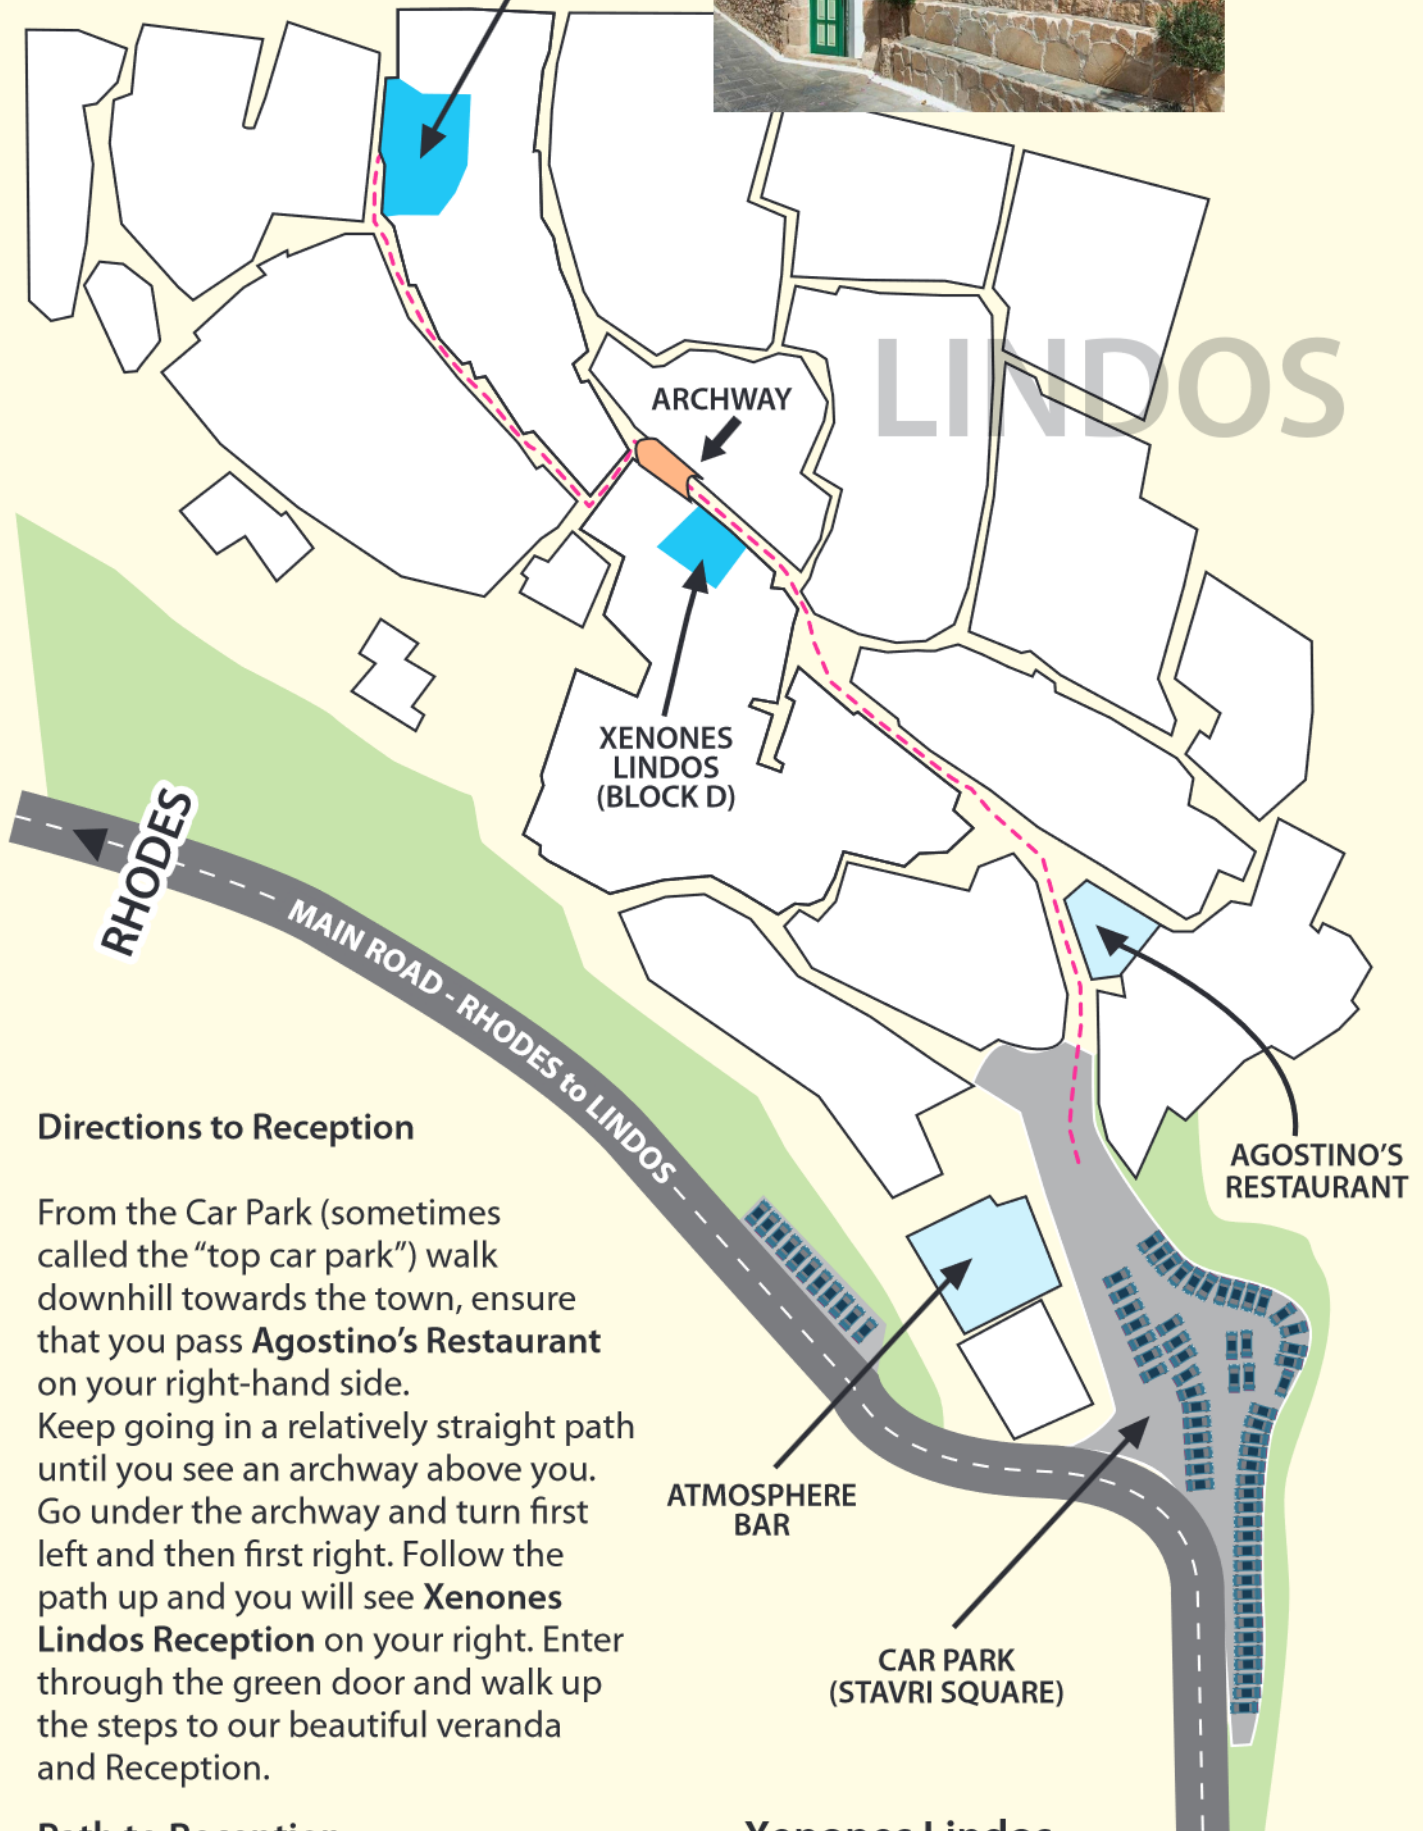 LINDOS
ARCHWAY
XENONES
LINDOS
(BLOCK D)
RHODES
MAIN ROAD - RHODES to LINDOS
AGOSTINO'S
RESTAURANT
ATMOSPHERE
BAR
CAR PARK
(STAVRI SQUARE)
Directions to Reception
From the Car Park (sometimes
called the “top car park”) walk
downhill towards the town, ensure
that you pass Agostino’s Restaurant
on your right-hand side.
Keep going in a relatively straight path
until you see an archway above you.
Go under the archway and turn first
left and then first right. Follow the
path up and you will see Xenones
Lindos Reception on your right. Enter
through the green door and walk up
the steps to our beautiful veranda
and Reception.
Path to Reception
Xenones Lindos